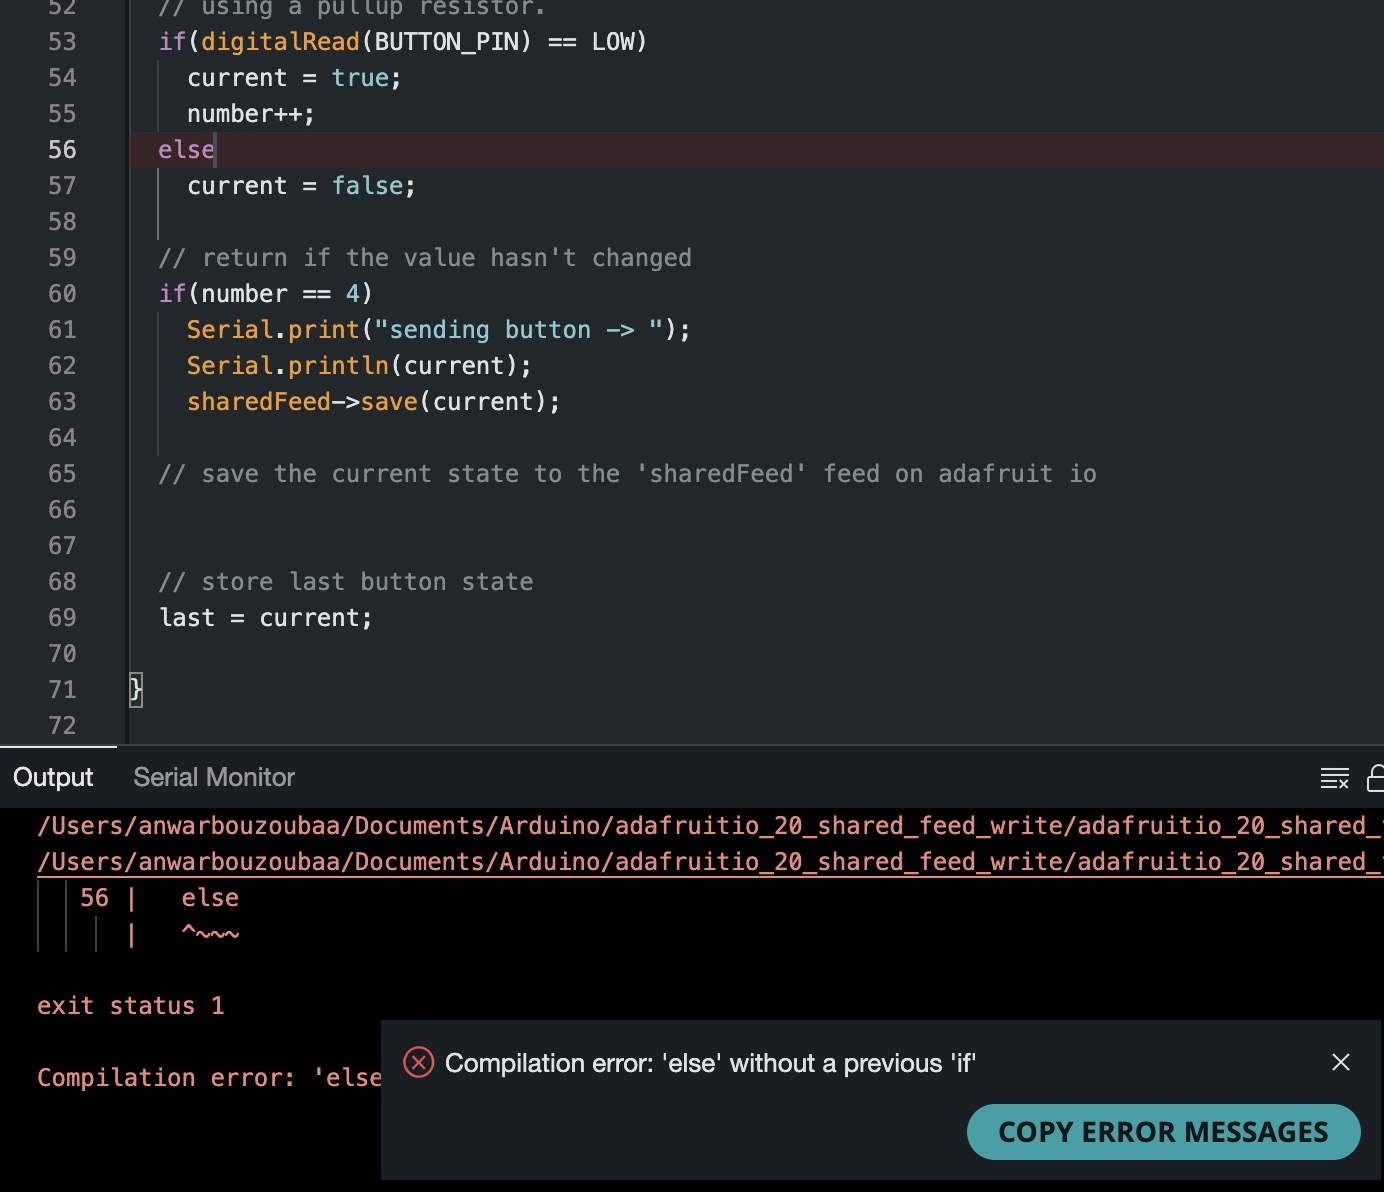 52 // using a pullup resistor.
53 if(digitalRead(BUTTON_PIN) == LOW)
54 current = true;
55 number++;
56 else
57 current = false;
58
59 // return if the value hasn't changed
60 if(number == 4)
61 Serial.print("sending button -> ");
62 Serial.println(current);
63 sharedFeed->save(current);
64
65 // save the current state to the 'sharedFeed' feed on adafruit io
66
67
68 // store last button state
69 last = current;
70
71 }
72
Output Serial Monitor
/Users/anwarbouzoubaa/Documents/Arduino/adafruitio_20_shared_feed_write/adafruitio_20_shared_
/Users/anwarbouzoubaa/Documents/Arduino/adafruitio_20_shared_feed_write/adafruitio_20_shared_
56 | else
| ^~~~
exit status 1
Compilation error: 'else
Compilation error: 'else' without a previous 'if'
COPY ERROR MESSAGES